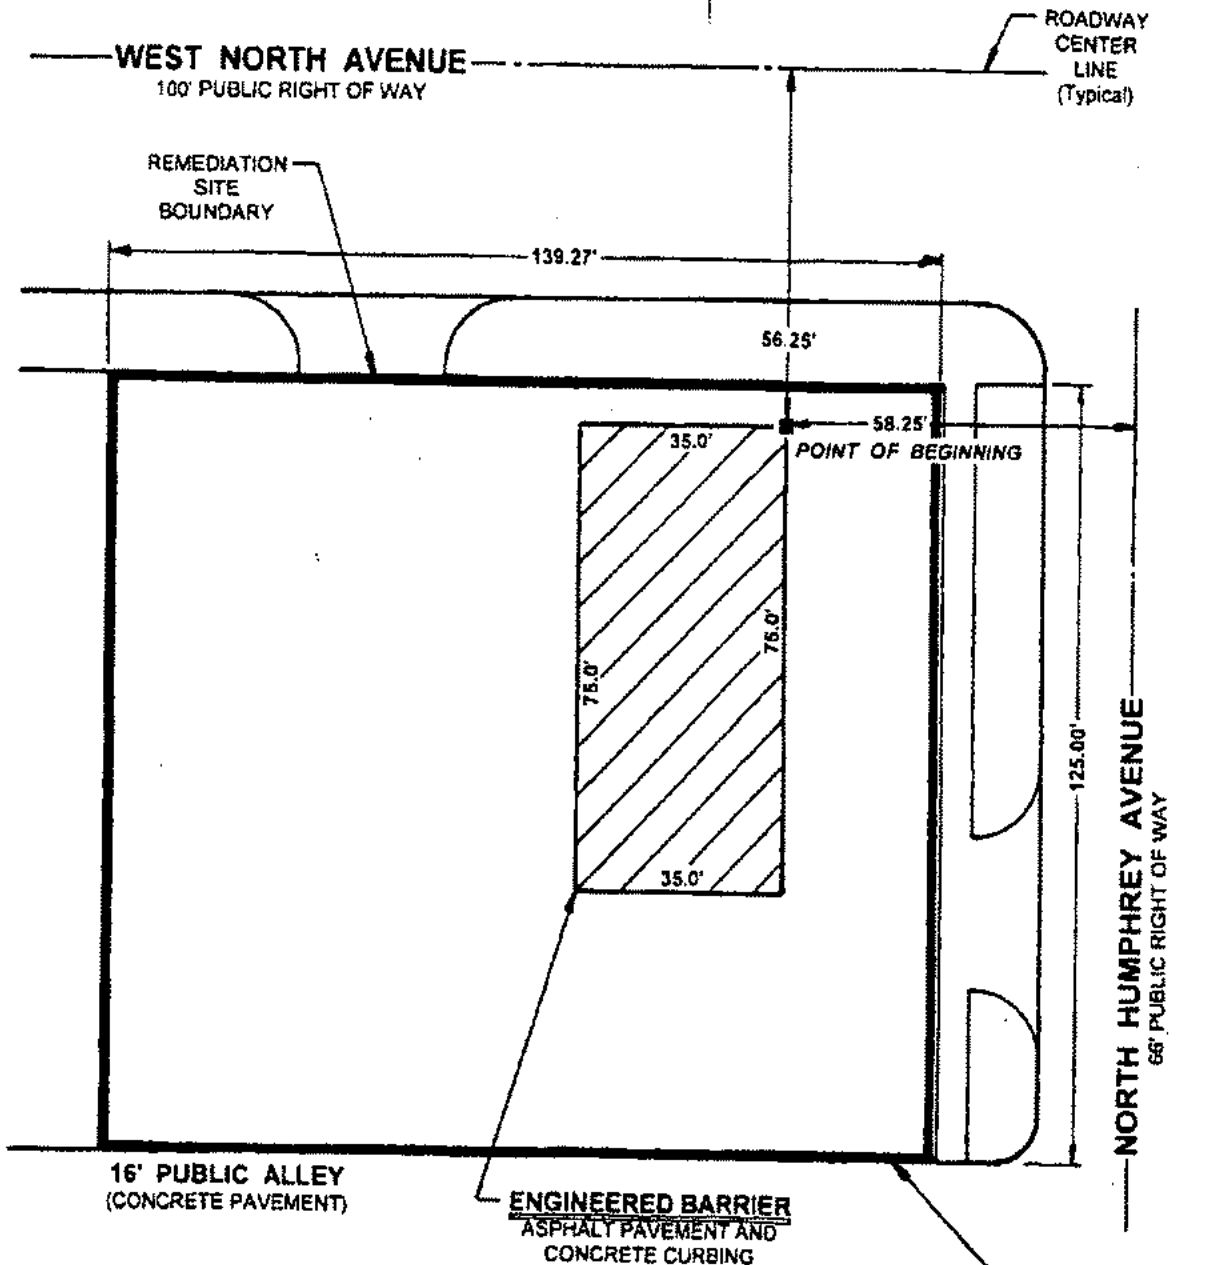 ROADWAY
CENTER
LINE
(Typical)
WEST NORTH AVENUE
100' PUBLIC RIGHT OF WAY
REMEDIATION
SITE
BOUNDARY
139.27'
56.25'
58.25'
POINT OF BEGINNING
35.0'
75.0'
75.0'
35.0'
125.00'
NORTH HUMPHREY AVENUE
66' PUBLIC RIGHT OF WAY
16' PUBLIC ALLEY
(CONCRETE PAVEMENT)
ENGINEERED BARRIER
ASPHALT PAVEMENT AND
CONCRETE CURBING